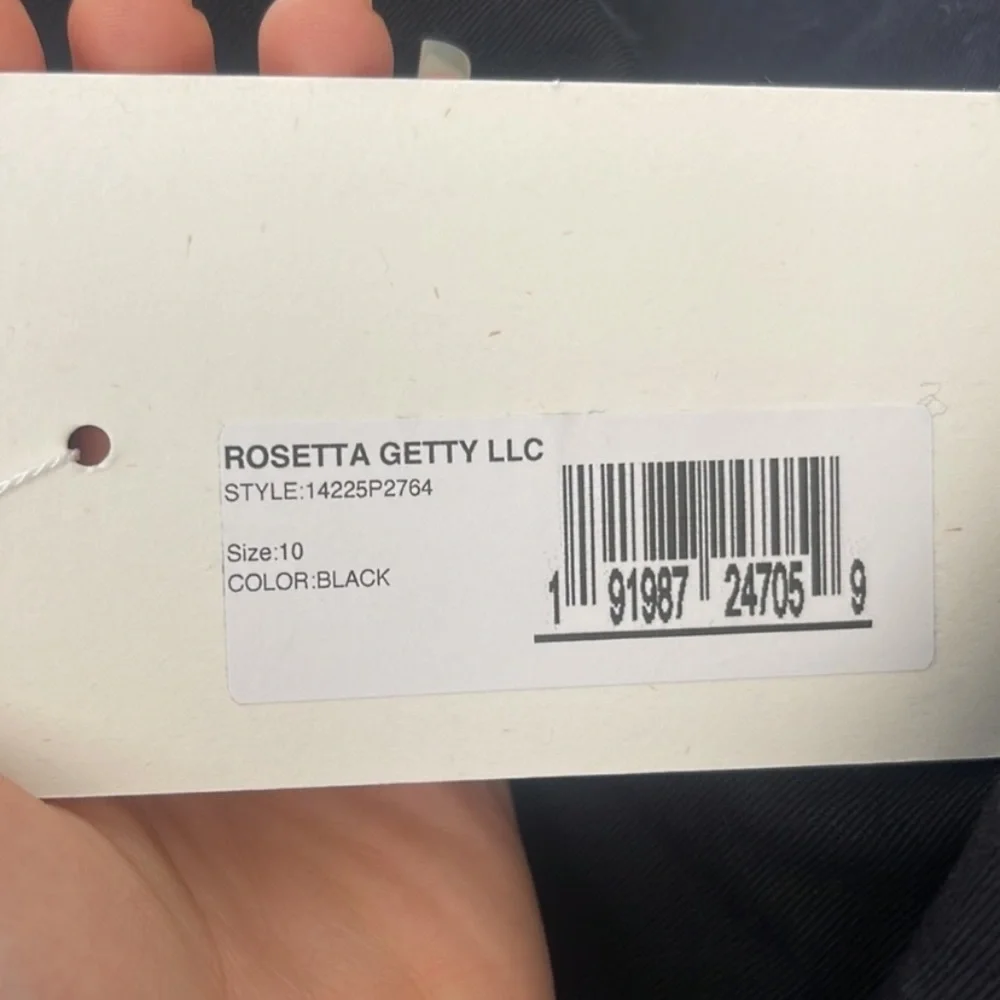 ROSETTA GETTY LLC
STYLE:14225P2764
Size:10
COLOR:BLACK
1 91987 24705 9